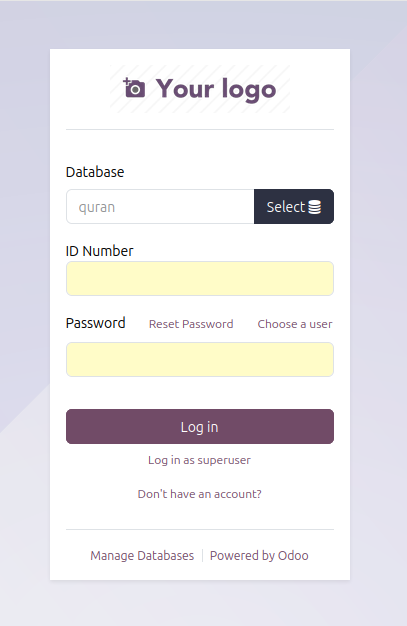 Your logo
Database
quran Select
ID Number
Password Reset Password Choose a user
Log in
Log in as superuser
Don't have an account?
Manage Databases | Powered by Odoo